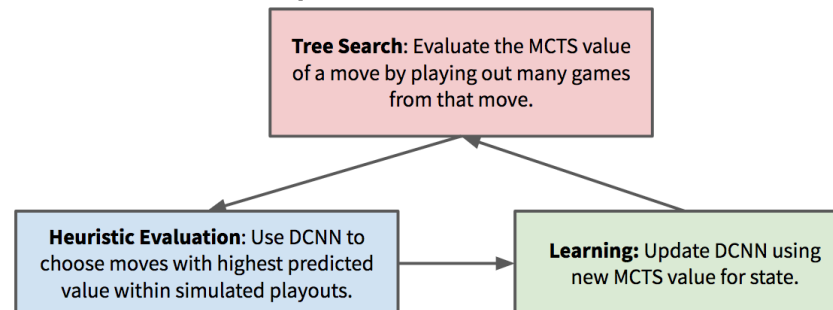 Tree Search: Evaluate the MCTS value
of a move by playing out many games
from that move.
Heuristic Evaluation: Use DCNN to
choose moves with highest predicted
value within simulated playouts.
Learning: Update DCNN using
new MCTS value for state.